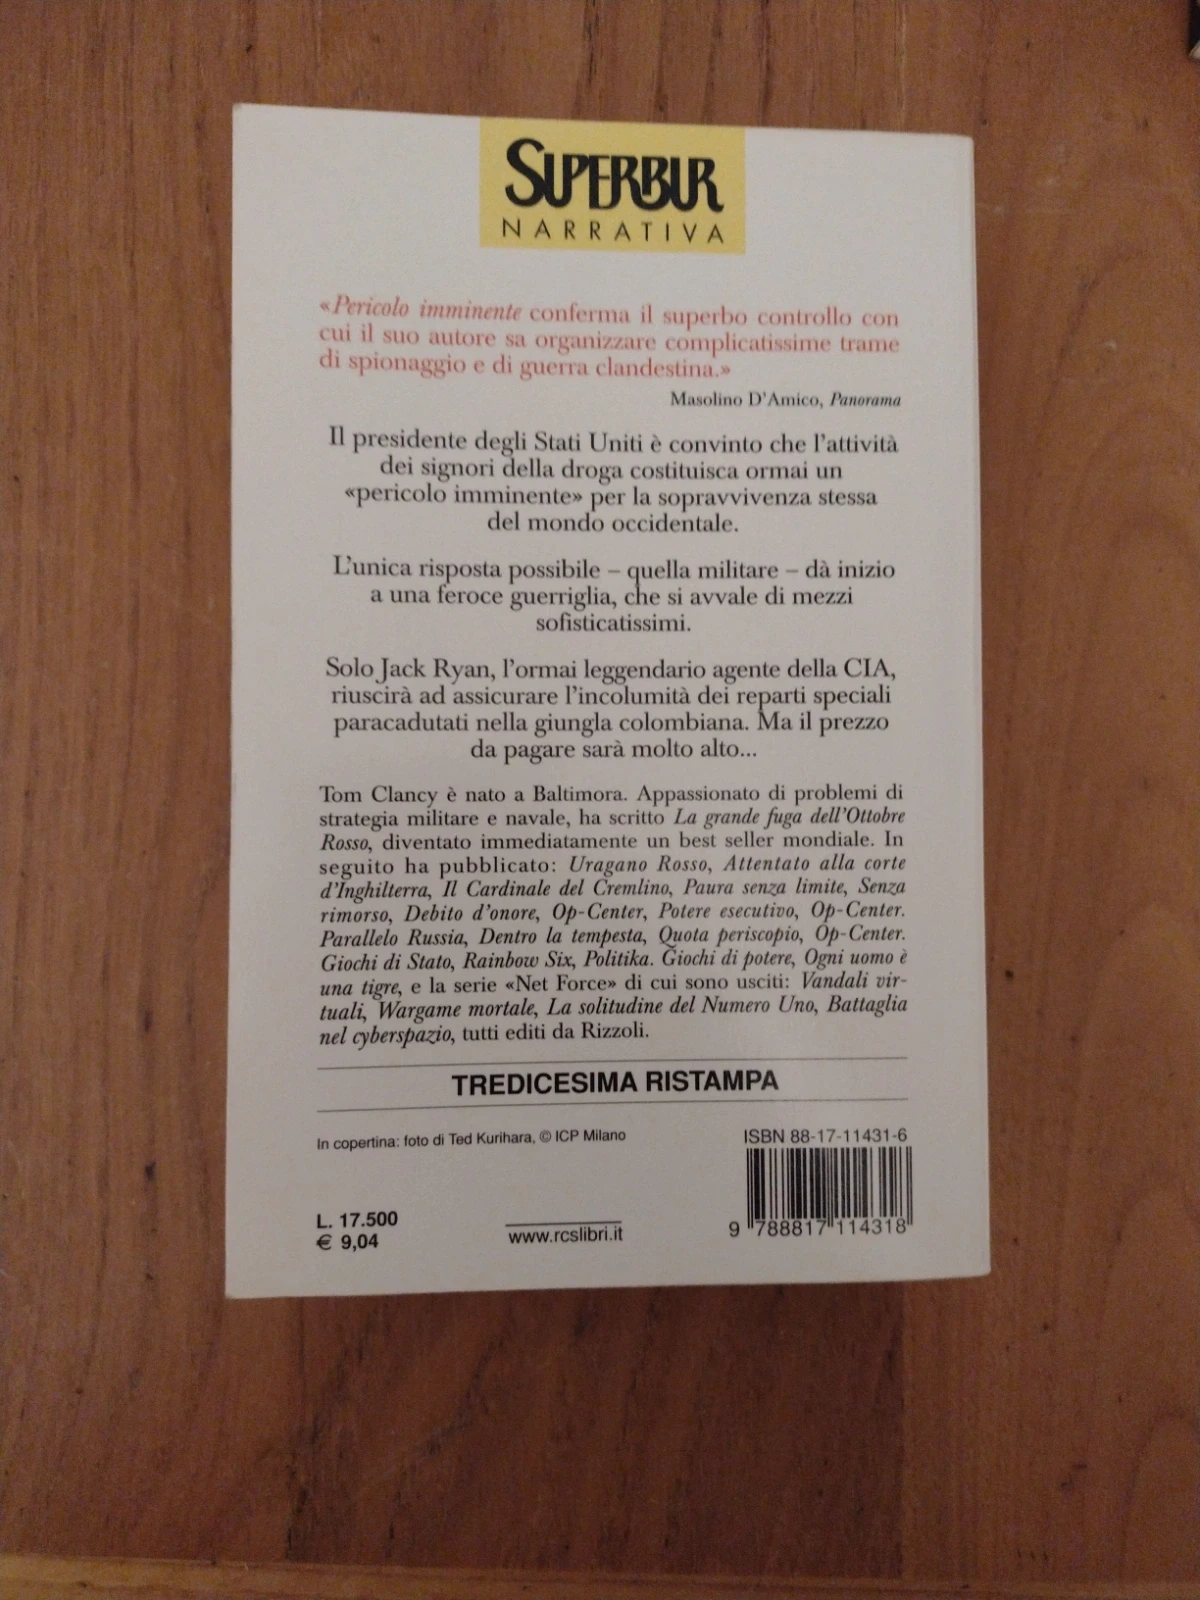 SUPERBUR
NARRATIVA
«Pericolo imminente conferma il superbo controllo con
cui il suo autore sa organizzare complicatissime trame
di spionaggio e di guerra clandestina.»
Masolino D'Amico, Panorama
Il presidente degli Stati Uniti è convinto che l'attività
dei signori della droga costituisca ormai un
«pericolo imminente» per la sopravvivenza stessa
del mondo occidentale.
L'unica risposta possibile – quella militare – dà inizio
a una feroce guerriglia, che si avvale di mezzi
sofisticatissimi.
Solo Jack Ryan, l'ormai leggendario agente della CIA,
riuscirà ad assicurare l'incolumità dei reparti speciali
paracadutati nella giungla colombiana. Ma il prezzo
da pagare sarà molto alto...
Tom Clancy è nato a Baltimora. Appassionato di problemi di
strategia militare e navale, ha scritto La grande fuga dell'Ottobre
Rosso, diventato immediatamente un best seller mondiale. In
seguito ha pubblicato: Uragano Rosso, Attentato alla corte
d'Inghilterra, Il Cardinale del Cremlino, Paura senza limite, Senza
rimorso, Debito d'onore, Op-Center, Potere esecutivo, Op-Center.
Parallelo Russia, Dentro la tempesta, Quota periscopio, Op-Center.
Giochi di Stato, Rainbow Six, Politika. Giochi di potere, Ogni uomo è
una tigre, e la serie «Net Force» di cui sono usciti: Vandali vir-
tuali, Wargame mortale, La solitudine del Numero Uno, Battaglia
nel cyberspazio, tutti editi da Rizzoli.
TREDICESIMA RISTAMPA
In copertina: foto di Ted Kurihara, © ICP Milano
ISBN 88-17-11431-6
L. 17.500
€ 9,04
www.rcslibri.it
9 788817 114318